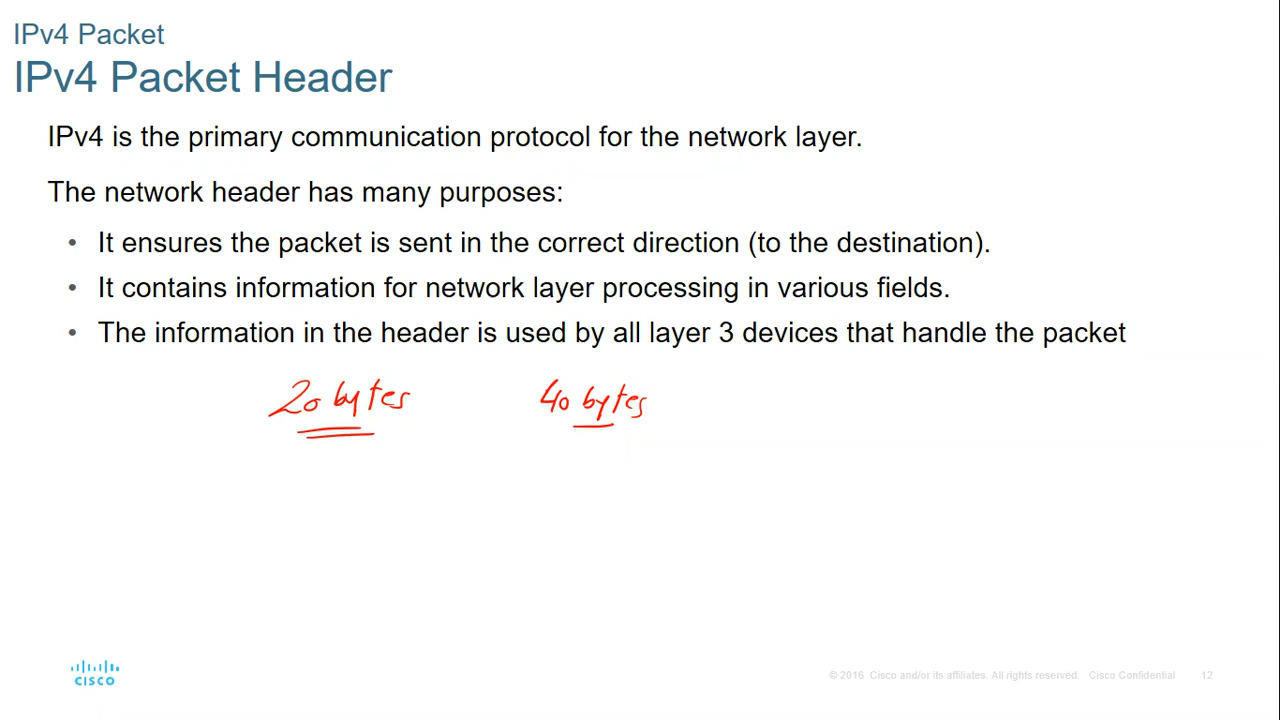 IPv4 Packet
IPv4 Packet Header
IPv4 is the primary communication protocol for the network layer.
The network header has many purposes:
• It ensures the packet is sent in the correct direction (to the destination).
• It contains information for network layer processing in various fields.
• The information in the header is used by all layer 3 devices that handle the packet
20 bytes 40 bytes
CISCO
© 2016 Cisco and/or its affiliates. All rights reserved. Cisco Confidential 12